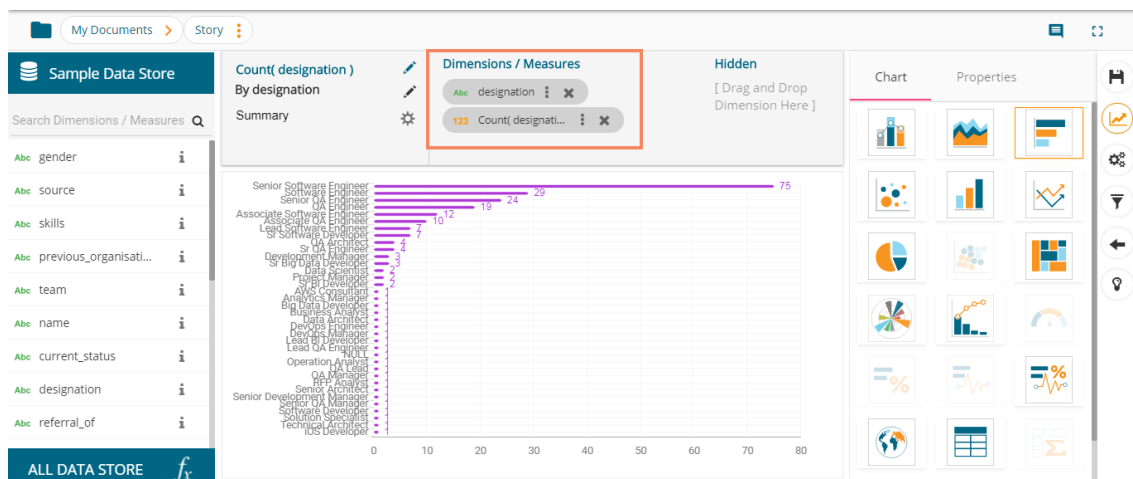 My Documents
Story
Sample Data Store
Search Dimensions / Measures
Abc gender i
Abc source i
Abc skills i
Abc previous_organisati... i
Abc team i
Abc name i
Abc current_status i
Abc designation i
Abc referral_of i
ALL DATA STORE fx
Count( designation )
By designation
Summary
Dimensions / Measures
Abc designation
123 Count( designati...
Hidden
[ Drag and Drop
Dimension Here ]
Senior Software Engineer 75
Software Engineer 29
Senior QA Engineer 24
QA Engineer 19
Associate Software Engineer 12
Associate QA Engineer 10
Lead Software Engineer 7
Sr Software Developer 7
QA Architect 4
Sr QA Engineer 4
Development Manager 3
Sr Big Data Developer 3
Data Scientist 2
Project Manager 2
Sr BI Developer 2
AWS Consultant
Analytics Manager
Big Data Developer
Business Analyst
Data Architect
DevOps Engineer
DevOps Manager
Lead BI Developer
Lead QA Engineer
NULL
Operation Analyst
QA Lead
QA Manager
RFP Analyst
Senior Architect
Senior Development Manager
Senior QA Manager
Software Developer
Solution Specialist
Technical Architect
iOS Developer
0 10 20 30 40 50 60 70 80
Chart
Properties
%
%
%
Σ